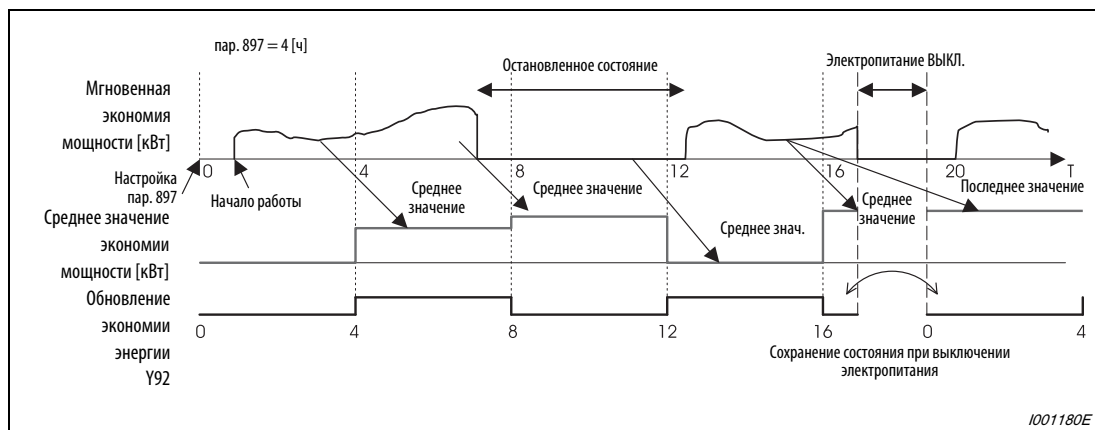 пар. 897 = 4 [ч]
Остановленное состояние
Электропитание ВЫКЛ.
Мгновенная
экономия
мощности [кВт]
0
4
8
12
16
20
T
Настройка
пар. 897
Начало работы
Среднее
значение
Среднее значение
Среднее знач.
Среднее
значение
Последнее значение
Среднее значение
экономии
мощности [кВт]
Обновление
экономии
энергии
Y92
0
4
8
12
16
0
4
Сохранение состояния при выключении
электропитания
I001180E